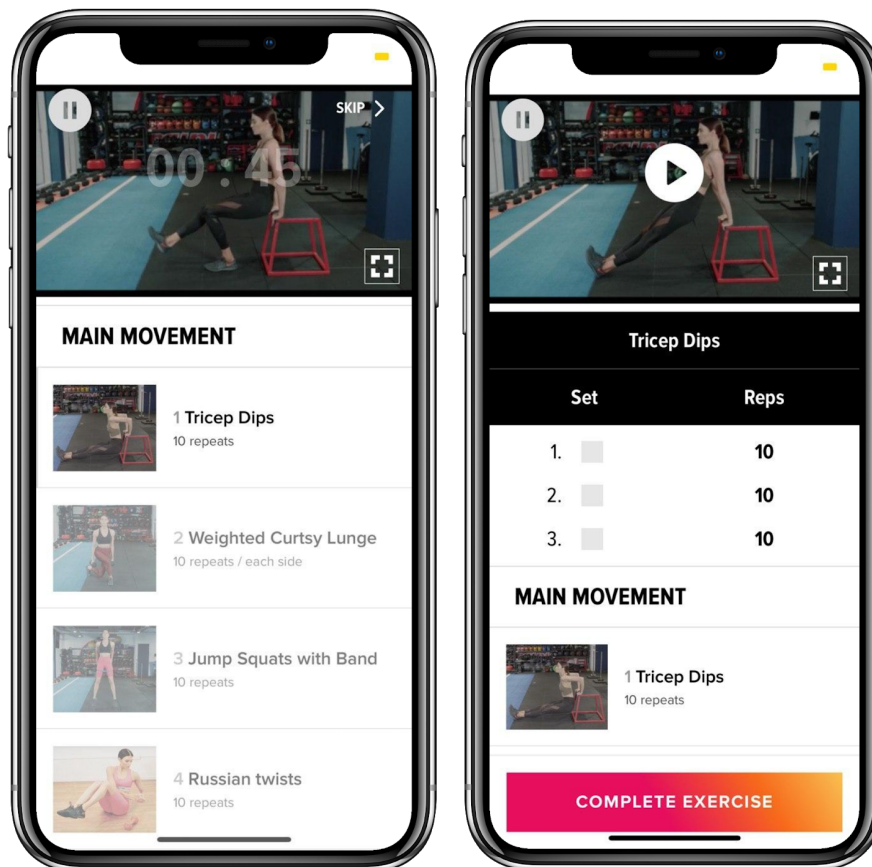 SKIP
00 . 45
MAIN MOVEMENT
1 Tricep Dips
10 repeats
2 Weighted Curtsy Lunge
10 repeats / each side
3 Jump Squats with Band
10 repeats
4 Russian twists
10 repeats
Tricep Dips
Set Reps
1. 10
2. 10
3. 10
MAIN MOVEMENT
1 Tricep Dips
10 repeats
COMPLETE EXERCISE